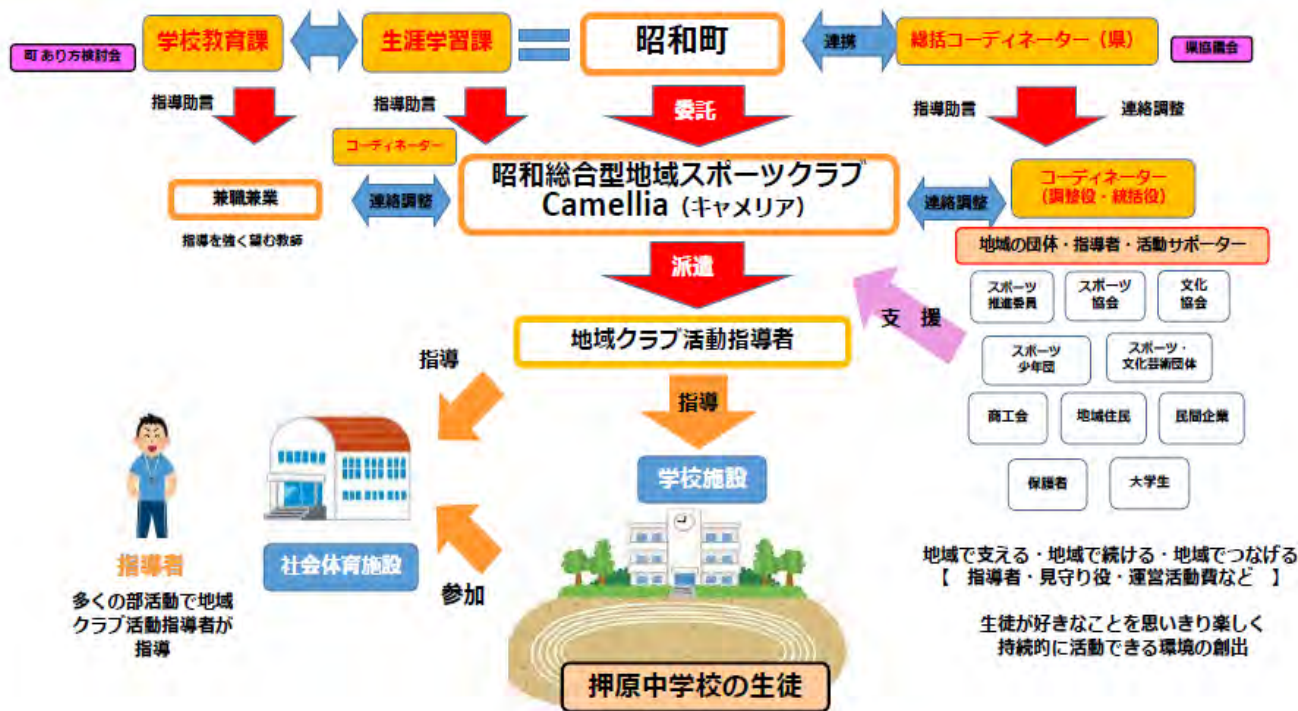 町 あり方検討会
学校教育課
生涯学習課
昭和町
連携
総括コーディネーター（県）
県協議会
指導助言
指導助言
委託
指導助言
連絡調整
コーディネーター
兼職兼業
指導を強く望む教師
連絡調整
昭和総合型地域スポーツクラブ
Camellia（キャメリア）
連絡調整
コーディネーター
（調整役・統括役）
派遣
地域の団体・指導者・活動サポーター
スポーツ
推進委員
スポーツ
協会
文化
協会
支　援
スポーツ
少年団
スポーツ・
文化芸術団体
商工会
地域住民
民間企業
保護者
大学生
地域クラブ活動指導者
指導
指導
学校施設
指導者
多くの部活動で地域
クラブ活動指導者が
指導
社会体育施設
参加
押原中学校の生徒
地域で支える・地域で続ける・地域でつなげる
【　指導者・見守り役・運営活動費など　】
生徒が好きなことを思いきり楽しく
持続的に活動できる環境の創出